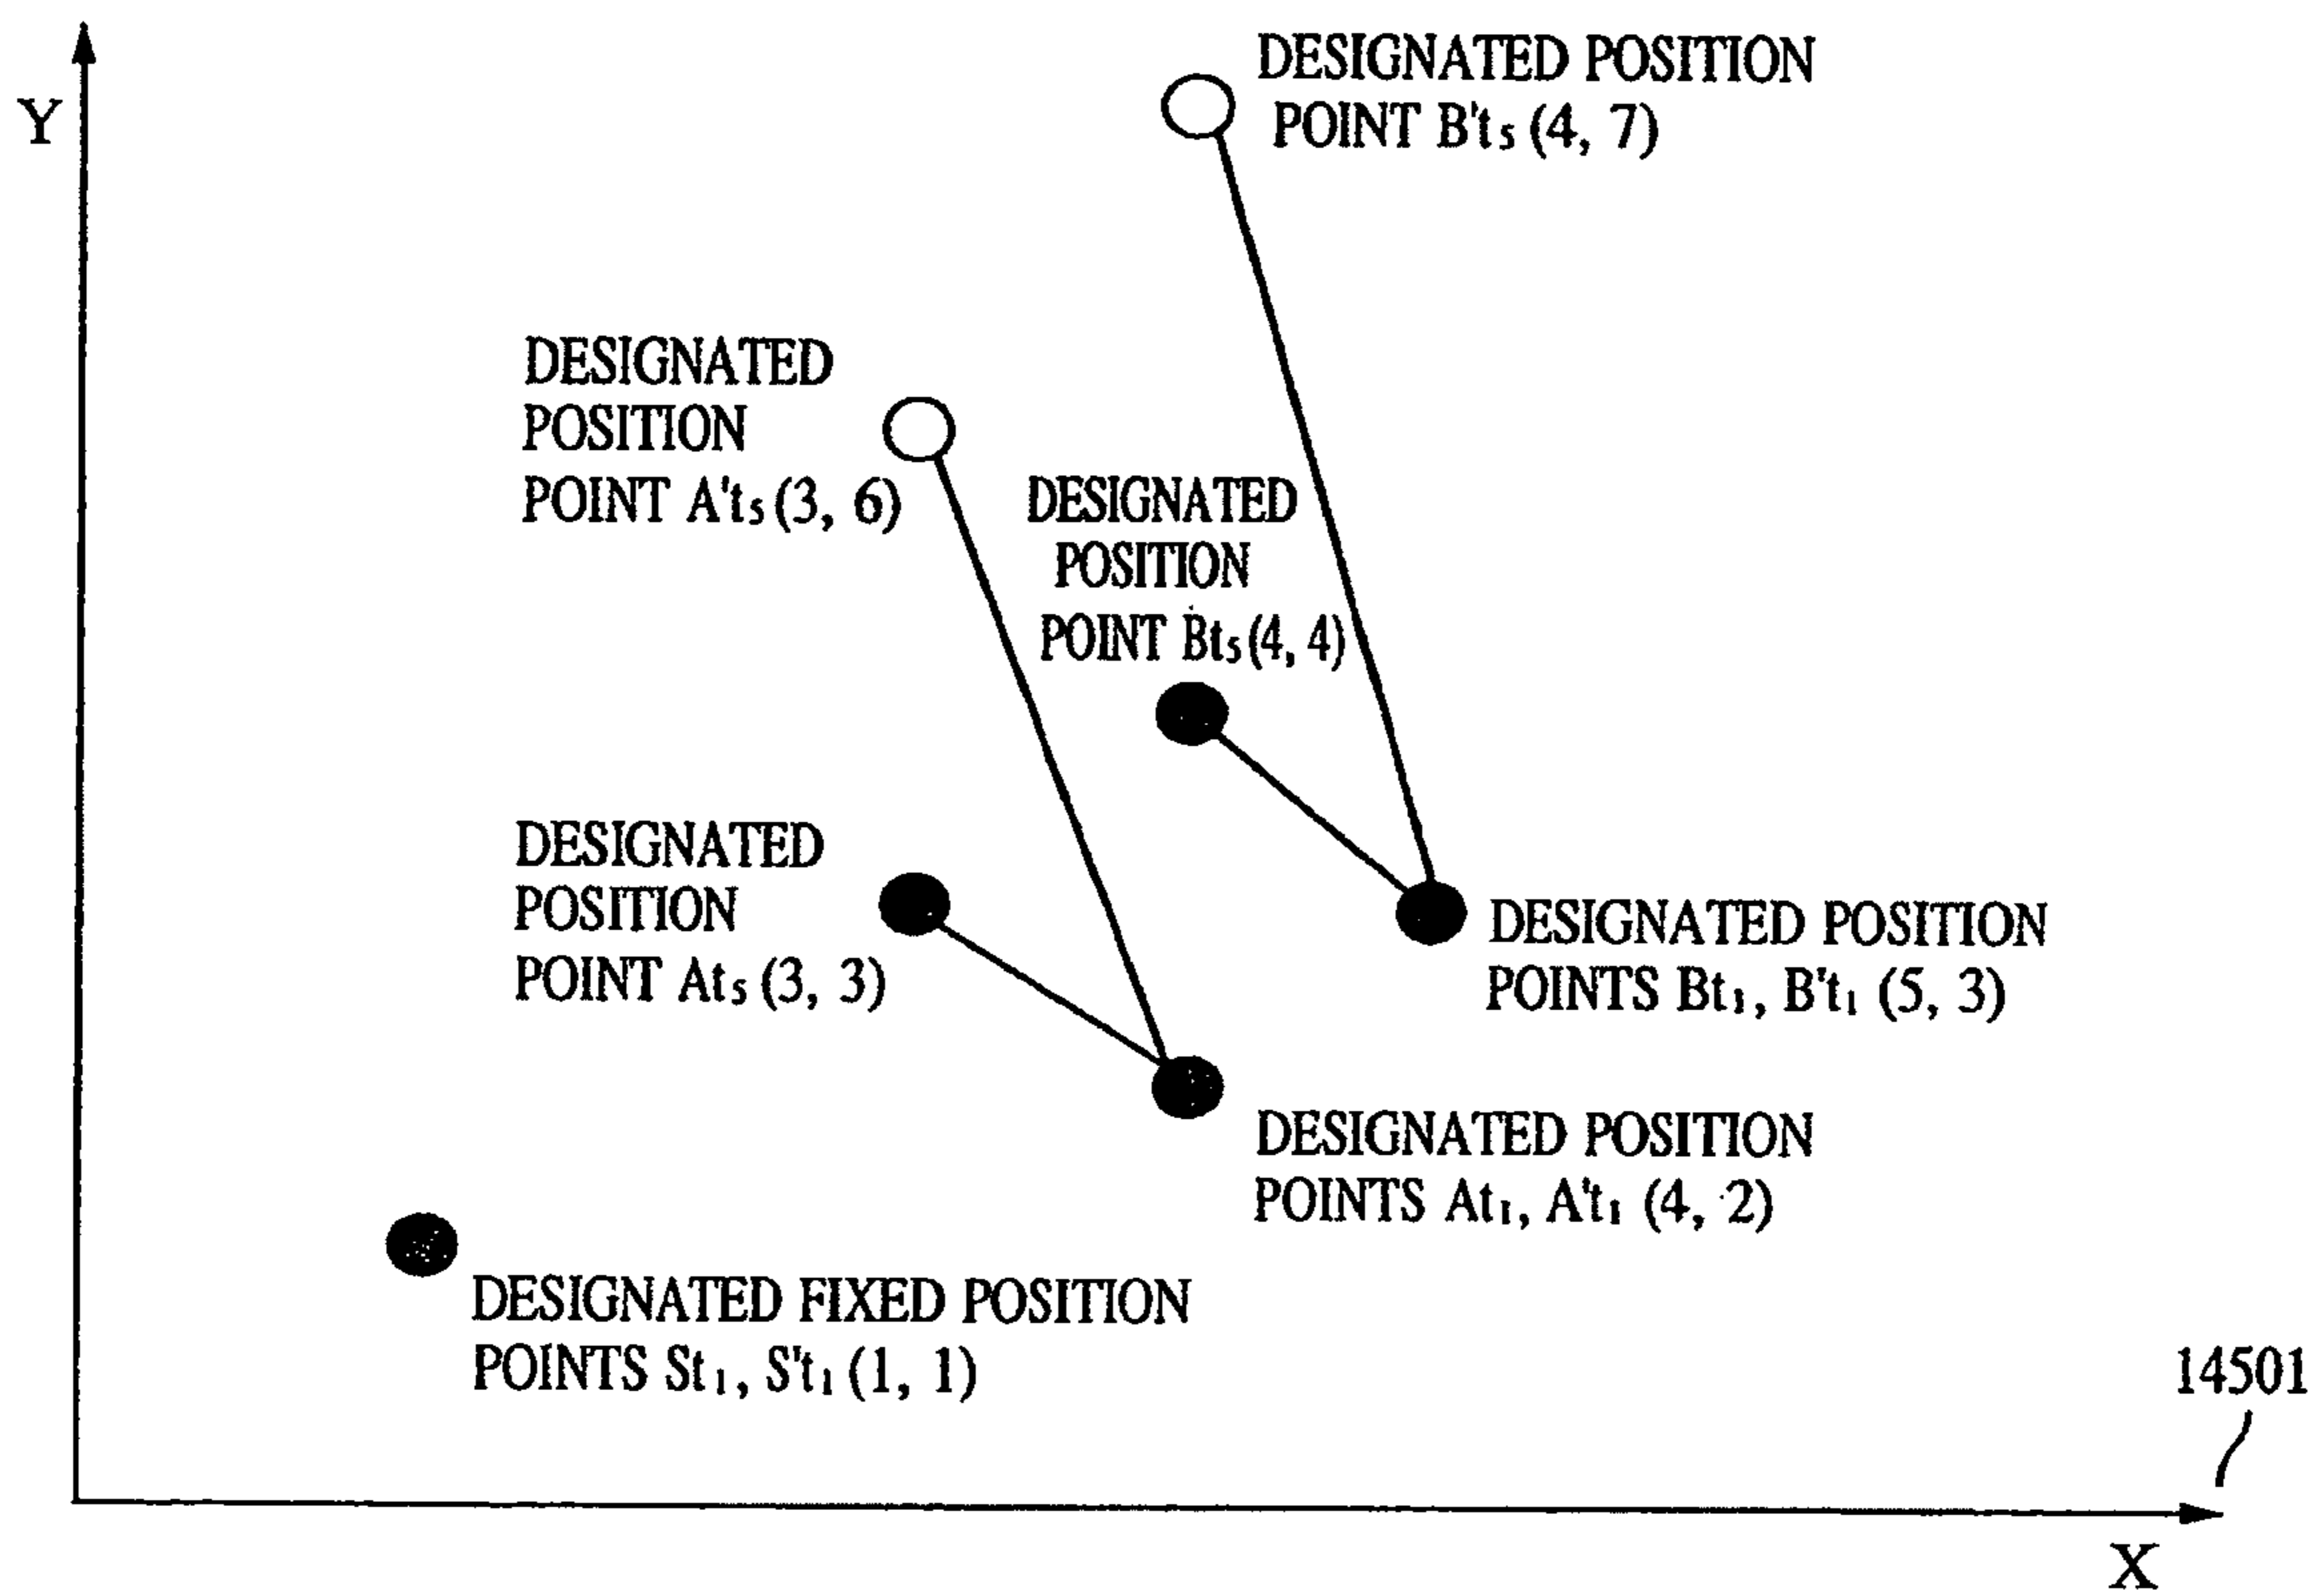 Y
DESIGNATED POSITION
POINT B't₅ (4, 7)
DESIGNATED
POSITION
POINT A't₅ (3, 6)
DESIGNATED
POSITION
POINT Bt₅ (4, 4)
DESIGNATED
POSITION
POINT At₅ (3, 3)
DESIGNATED POSITION
POINTS Bt₁, B't₁ (5, 3)
DESIGNATED POSITION
POINTS At₁, A't₁ (4, 2)
DESIGNATED FIXED POSITION
POINTS St₁, S't₁ (1, 1)
14501
X